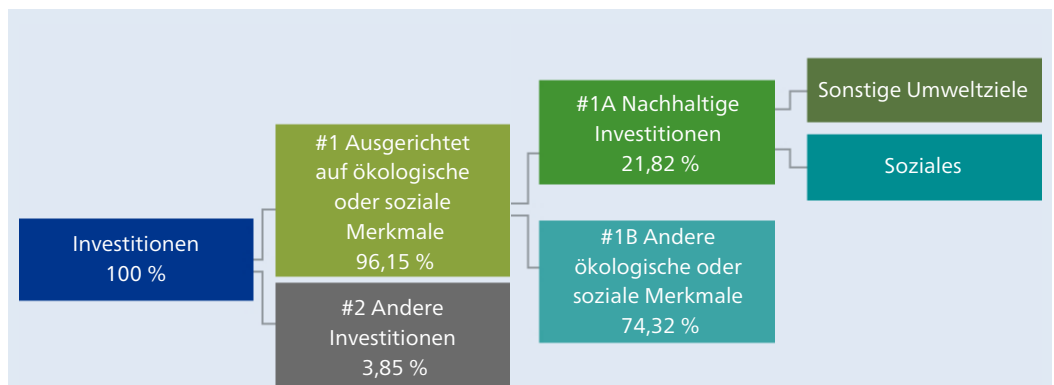 Investitionen
100 %
#1 Ausgerichtet
auf ökologische
oder soziale
Merkmale
96,15 %
#2 Andere
Investitionen
3,85 %
#1A Nachhaltige
Investitionen
21,82 %
#1B Andere
ökologische oder
soziale Merkmale
74,32 %
Sonstige Umweltziele
Soziales